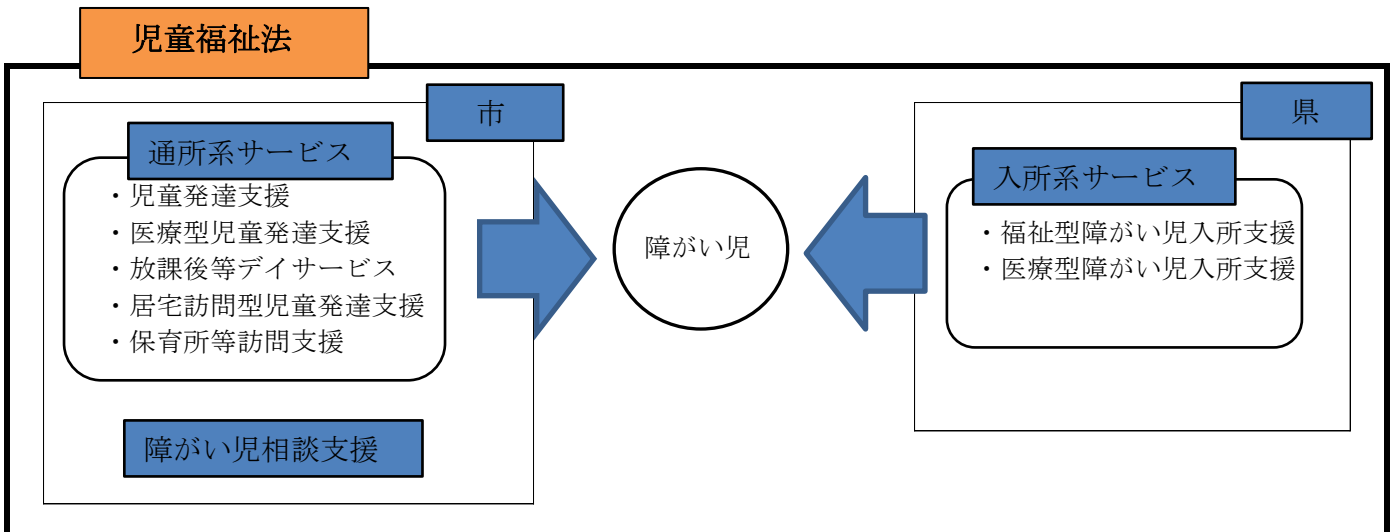 児童福祉法
市
通所系サービス
・児童発達支援
・医療型児童発達支援
・放課後等デイサービス
・居宅訪問型児童発達支援
・保育所等訪問支援
障がい児相談支援
障がい児
県
入所系サービス
・福祉型障がい児入所支援
・医療型障がい児入所支援